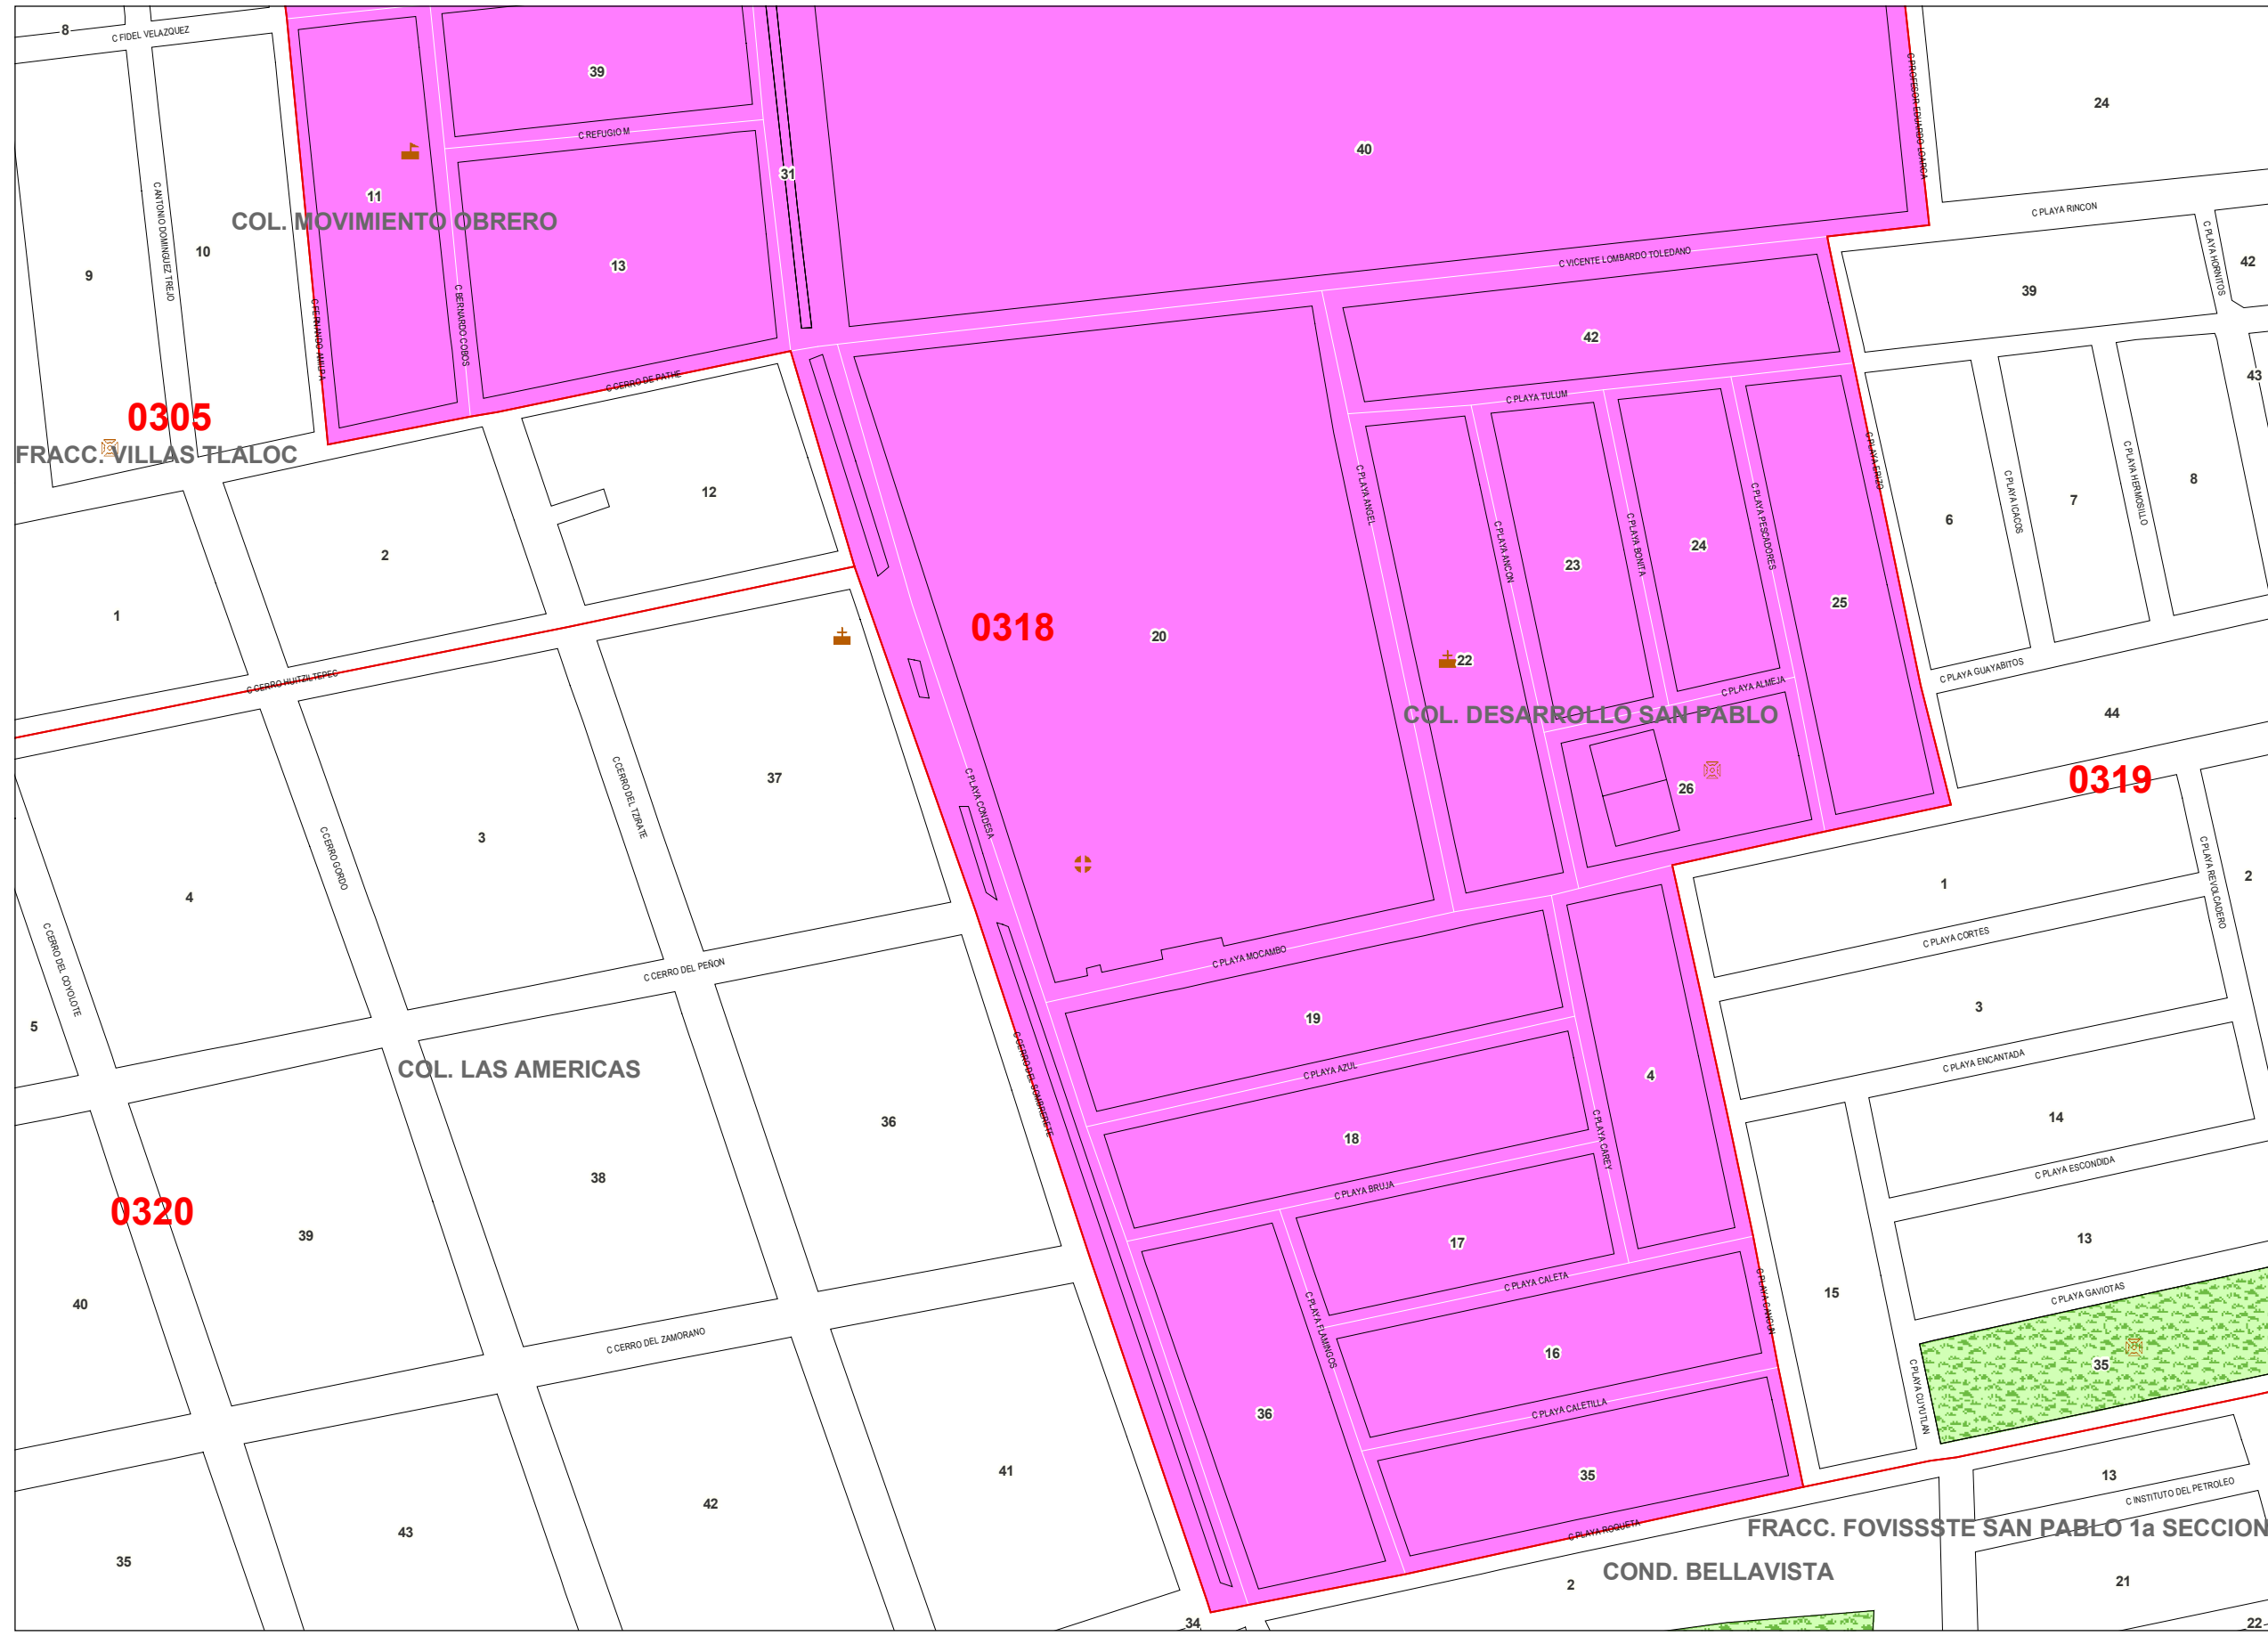 8
C FIDEL VELAZQUEZ
39
40
24
C PROFESOR EDUARDO LOARCA
C REFUGIO M
31
11
COL. MOVIMIENTO OBRERO
C ANTONIO DOMINGUEZ TREJO
10
9
13
C PLAYA RINCON
C PLAYA HORNITOS
42
C VICENTE LOMBARDO TOLEDANO
39
C FERNANDO AMILPA
C BERNARDO COBOS
42
C CERRO DE PATHE
43
C PLAYA TULUM
0305
FRACC. VILLAS TLALOC
12
C PLAYA ANGEL
C PLAYA ANCON
C PLAYA BONITA
C PLAYA PESCADORES
C PLAYA ERIZO
C PLAYA ICACOS
C PLAYA HERMOSILLO
8
7
6
2
23
24
25
1
0318
20
22
C PLAYA GUAYABITOS
C CERRO HUITZILTEPEC
C PLAYA ALMEJA
COL. DESARROLLO SAN PABLO
44
37
C CERRO DEL TZIRATE
C PLAYA CONDESA
26
0319
3
C CERRO GORDO
4
1
2
C PLAYA REVOLCADERO
C CERRO DEL COYOLOTE
C CERRO DEL PEÑON
C PLAYA MOCAMBO
C PLAYA CORTES
5
19
3
COL. LAS AMERICAS
C CERRO DEL SOMBRERETE
C PLAYA AZUL
4
C PLAYA ENCANTADA
36
18
C PLAYA CAREY
14
38
C PLAYA BRUJA
C PLAYA ESCONDIDA
0320
39
17
13
40
C PLAYA CALETA
C PLAYA CANCUN
15
C PLAYA GAVIOTAS
C CERRO DEL ZAMORANO
C PLAYA FLAMINGOS
16
35
C PLAYA CUYUTLAN
36
C PLAYA CALETILLA
41
35
13
42
43
C INSTITUTO DEL PETROLEO
35
C PLAYA ROQUETA
FRACC. FOVISSSTE SAN PABLO 1a SECCION
COND. BELLAVISTA
2
21
34
22